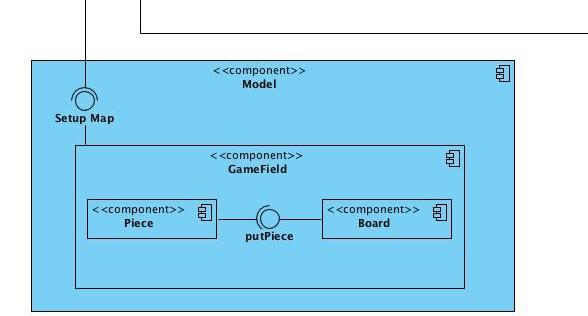 <<component>>
Model
Setup Map
<<component>>
GameField
<<component>>
Piece
putPiece
<<component>>
Board